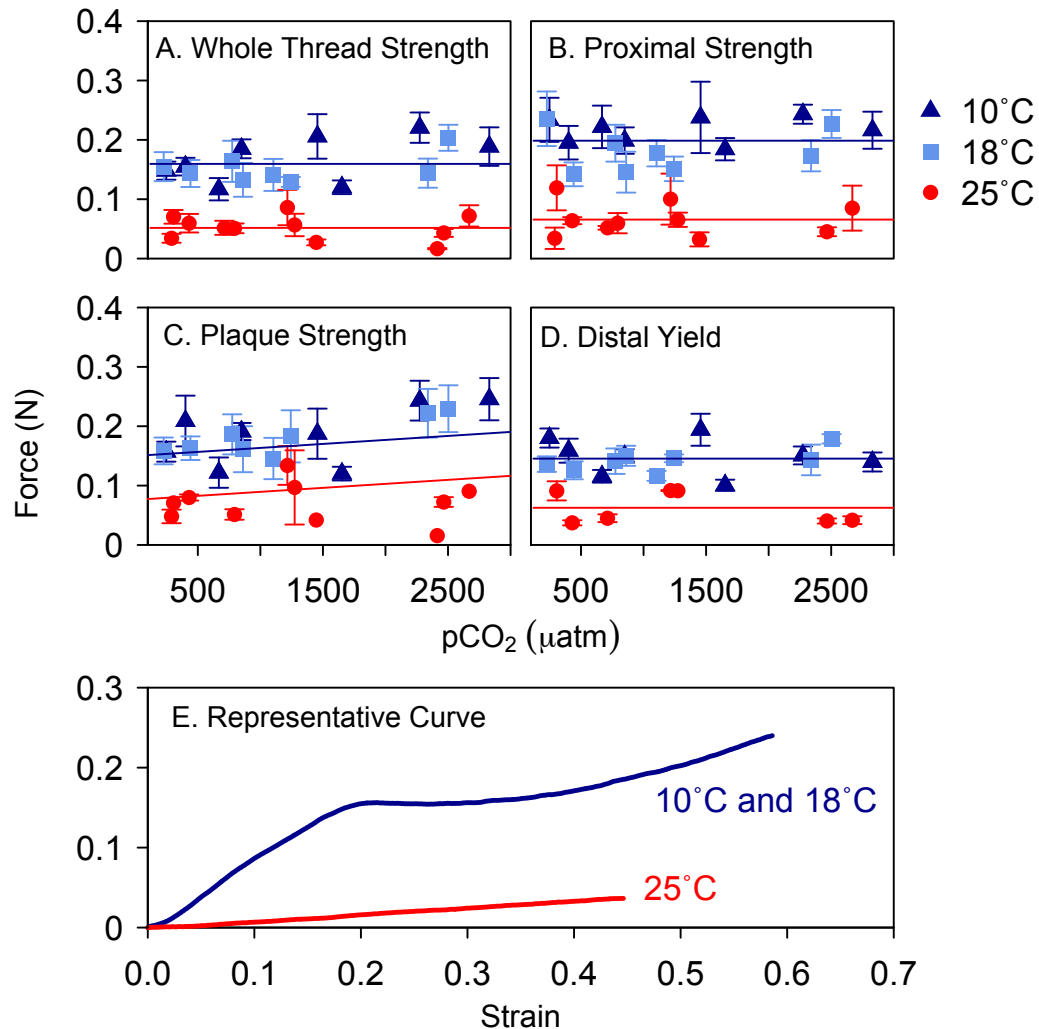 A. Whole Thread Strength
B. Proximal Strength
10˚C
18˚C
25˚C
0.4
0.3
0.2
0.1
0
C. Plaque Strength
D. Distal Yield
0.4
0.3
0.2
0.1
0
Force (N)
500 1500 2500 500 1500 2500
pCO₂ (µatm)
E. Representative Curve
10˚C and 18˚C
25˚C
0.3
0.2
0.1
0
0.0 0.1 0.2 0.3 0.4 0.5 0.6 0.7
Strain